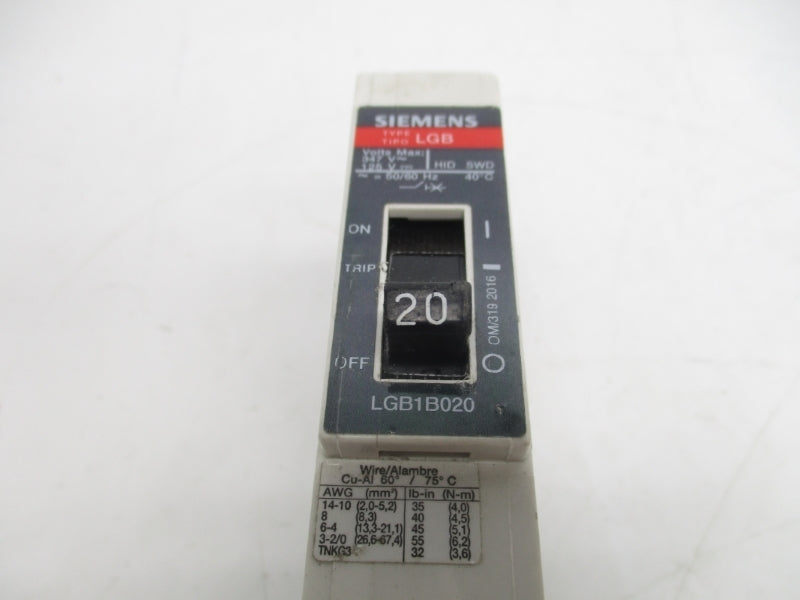 SIEMENS
TYPE
TIPO LGB
Volts Max:
347 V~
125 V HID SWD
~ = 50/60 Hz 40°C
ON I
TRIP
20
OM/319 2016
OFF O
LGB1B020
Wire/Alambre
Cu-Al 60° / 75° C
AWG (mm²) lb-in (N-m)
14-10 (2,0-5,2) 35 (4,0)
8 (8,3) 40 (4,5)
6-4 (13,3-21,1) 45 (5,1)
3-2/0 (26,6-67,4) 55 (6,2)
TNKG3 32 (3,6)